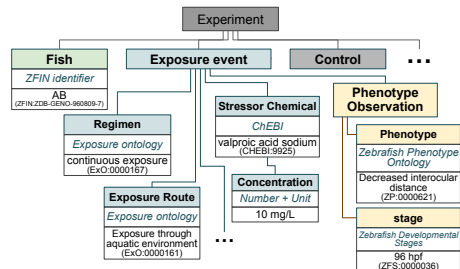 Experiment
Fish
ZFIN identifier
AB
(ZFIN:ZDB-GENO-960809-7)
Exposure event
Control
...
Regimen
Exposure ontology
continuous exposure
(ExO:0000167)
Exposure Route
Exposure ontology
Exposure through
aquatic environment
(ExO:0000161)
Stressor Chemical
ChEBI
valproic acid sodium
(CHEBI:9925)
Concentration
Number + Unit
10 mg/L
...
Phenotype
Observation
Phenotype
Zebrafish Phenotype
Ontology
Decreased interocular
distance
(ZP:0000621)
stage
Zebrafish Developmental
Stages
96 hpf
(ZFS:0000036)